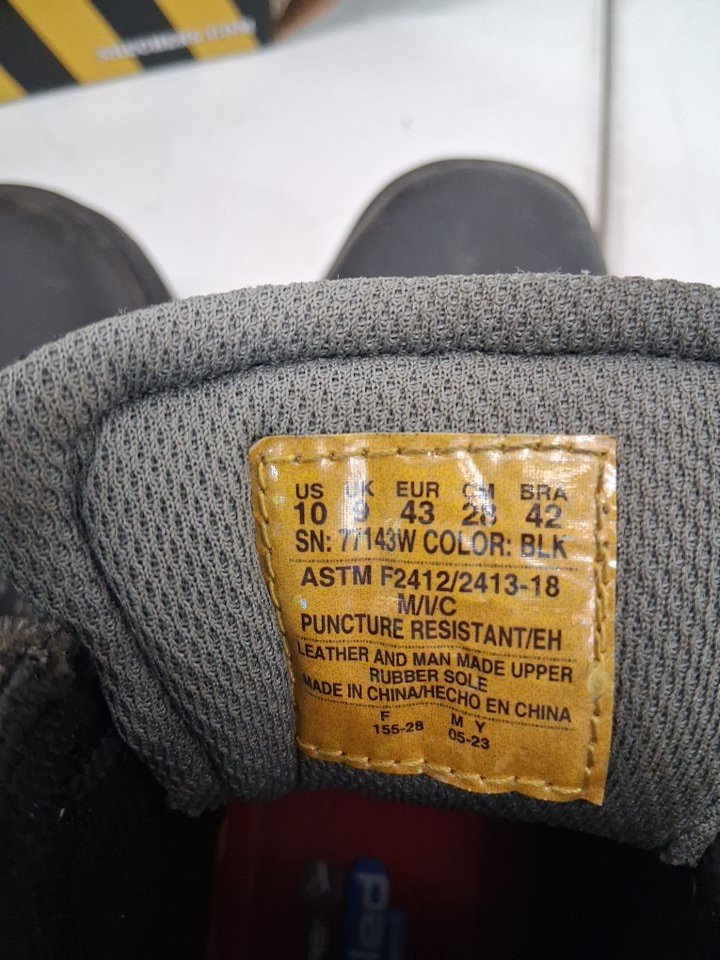 SKECHERS.COM
US UK EUR CM BRA
10 9 43 28 42
SN: 77143W COLOR: BLK
ASTM F2412/2413-18
M/I/C
PUNCTURE RESISTANT/EH
LEATHER AND MAN MADE UPPER
RUBBER SOLE
MADE IN CHINA/HECHO EN CHINA
F M Y
155-28 05-23